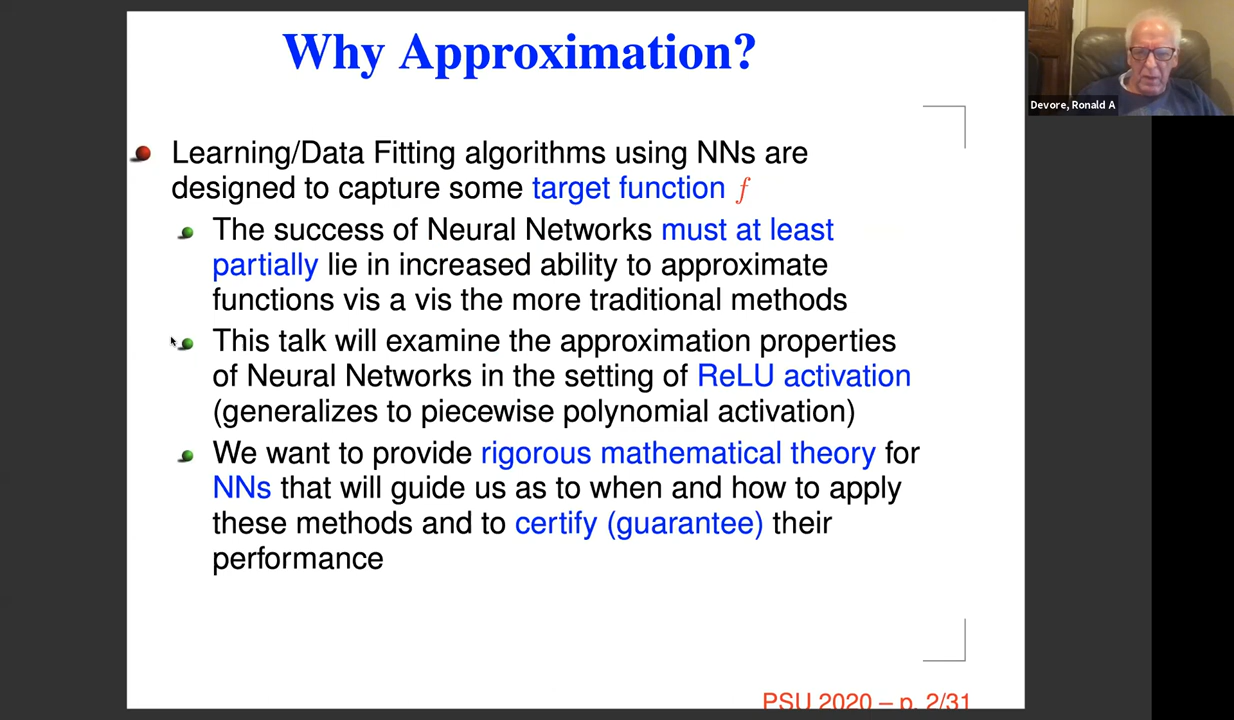 Why Approximation?
Devore, Ronald A
Learning/Data Fitting algorithms using NNs are
designed to capture some target function f
The success of Neural Networks must at least
partially lie in increased ability to approximate
functions vis a vis the more traditional methods
This talk will examine the approximation properties
of Neural Networks in the setting of ReLU activation
(generalizes to piecewise polynomial activation)
We want to provide rigorous mathematical theory for
NNs that will guide us as to when and how to apply
these methods and to certify (guarantee) their
performance
PSU 2020 – p. 2/31